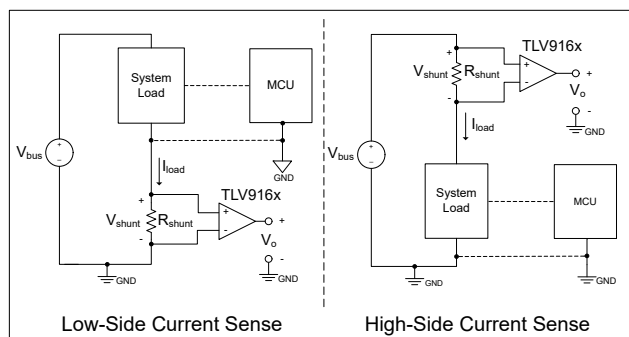 System
Load
MCU
V_bus
I_load
GND
TLV916x
+
V_shunt
R_shunt
-
+
-
+
V_o
-
GND
GND
Low-Side Current Sense
TLV916x
+
V_shunt
R_shunt
-
+
-
+
V_o
-
GND
I_load
V_bus
System
Load
MCU
GND
GND
High-Side Current Sense